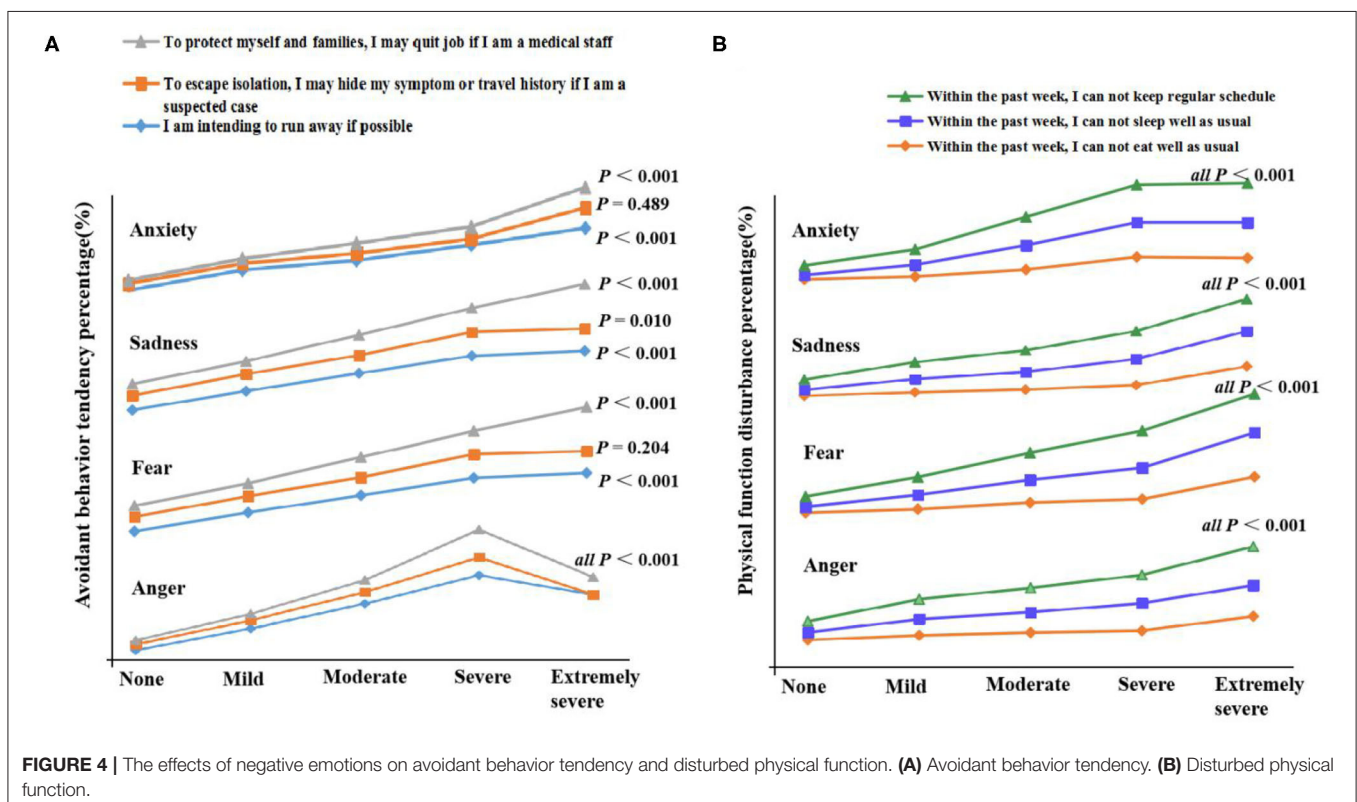 A
To protect myself and families, I may quit job if I am a medical staff
To escape isolation, I may hide my symptom or travel history if I am a
suspected case
I am intending to run away if possible
Avoidant behavior tendency percentage(%)
Anxiety
P < 0.001
P = 0.489
P < 0.001
Sadness
P < 0.001
P = 0.010
P < 0.001
Fear
P < 0.001
P = 0.204
P < 0.001
Anger
all P < 0.001
None
Mild
Moderate
Severe
Extremely
severe
B
Within the past week, I can not keep regular schedule
Within the past week, I can not sleep well as usual
Within the past week, I can not eat well as usual
Physical function disturbance percentage(%)
all P < 0.001
Anxiety
all P < 0.001
Sadness
all P < 0.001
Fear
all P < 0.001
Anger
None
Mild
Moderate
Severe
Extremely
severe
FIGURE 4 | The effects of negative emotions on avoidant behavior tendency and disturbed physical function. (A) Avoidant behavior tendency. (B) Disturbed physical
function.